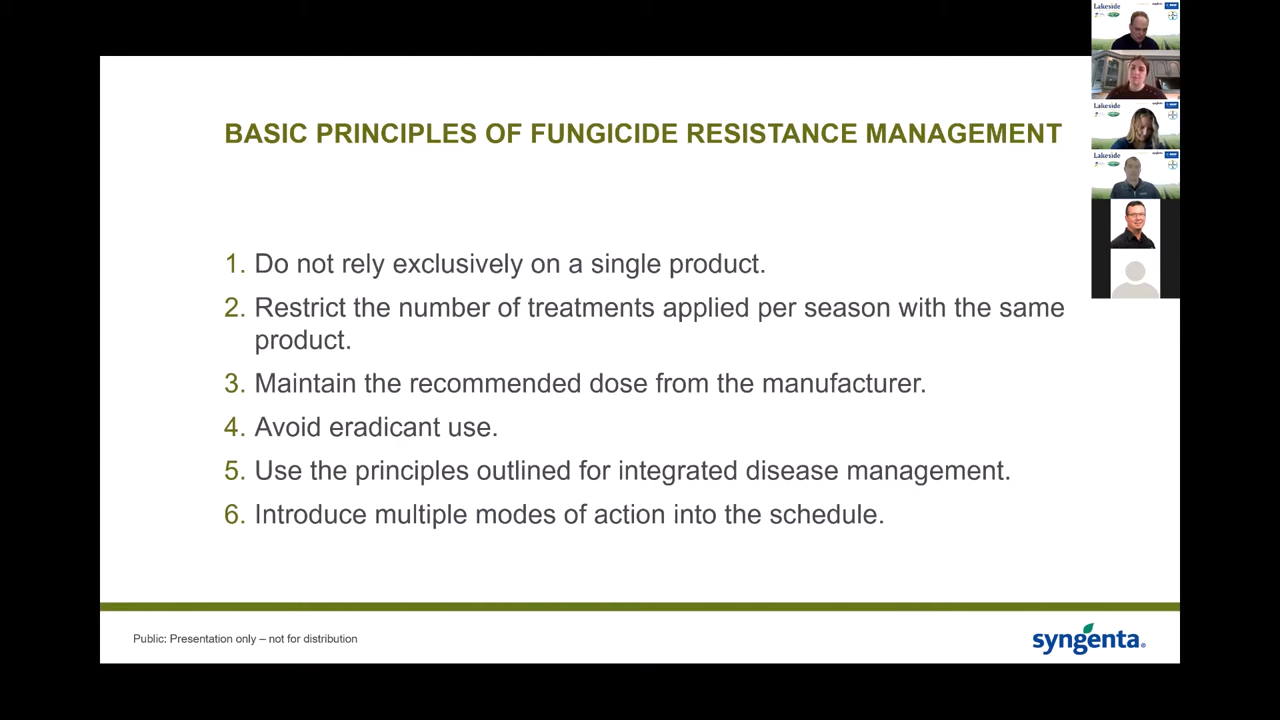 BASIC PRINCIPLES OF FUNGICIDE RESISTANCE MANAGEMENT
1. Do not rely exclusively on a single product.
2. Restrict the number of treatments applied per season with the same
product.
3. Maintain the recommended dose from the manufacturer.
4. Avoid eradicant use.
5. Use the principles outlined for integrated disease management.
6. Introduce multiple modes of action into the schedule.
Public: Presentation only – not for distribution
syngenta®
Lakeside
Lakeside
Lakeside